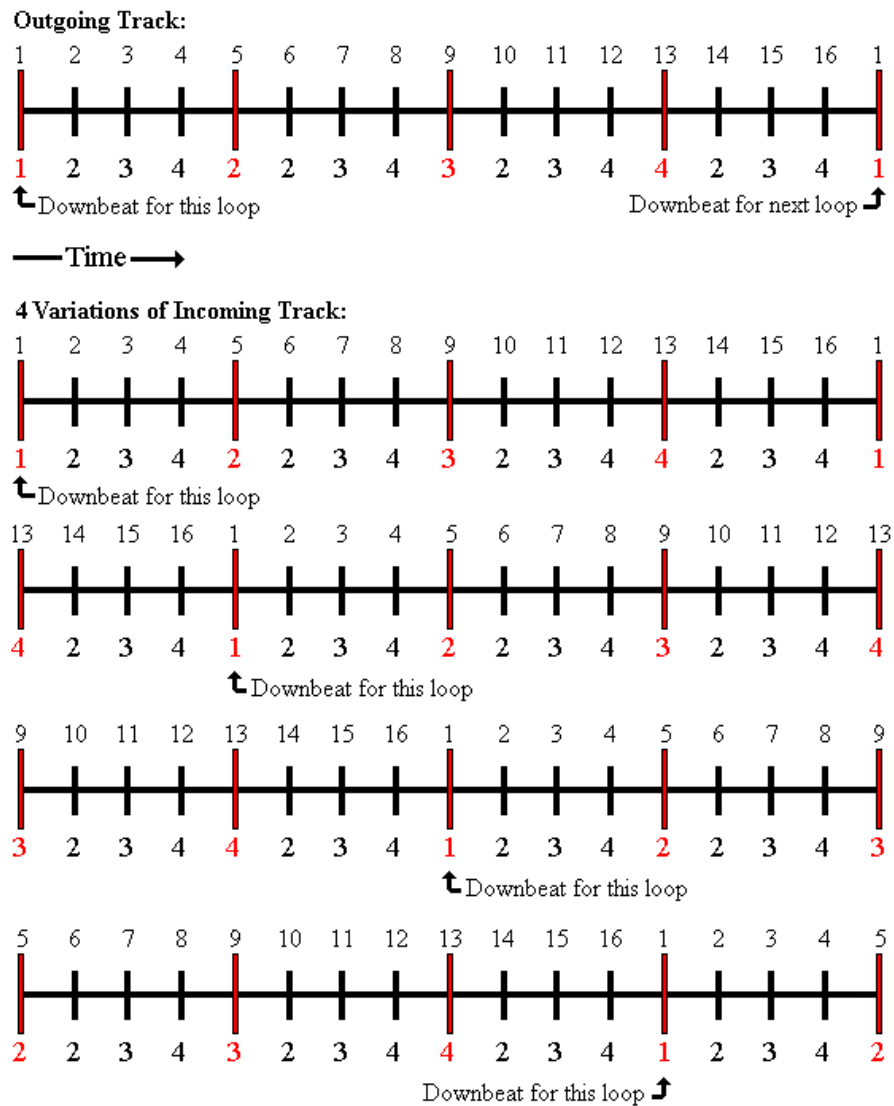 Outgoing Track:
1 2 3 4 5 6 7 8 9 10 11 12 13 14 15 16 1
1 2 3 4 2 2 3 4 3 2 3 4 4 2 3 4 1
Downbeat for this loop Downbeat for next loop
Time
4 Variations of Incoming Track:
1 2 3 4 5 6 7 8 9 10 11 12 13 14 15 16 1
1 2 3 4 2 2 3 4 3 2 3 4 4 2 3 4 1
Downbeat for this loop
13 14 15 16 1 2 3 4 5 6 7 8 9 10 11 12 13
4 2 3 4 1 2 3 4 2 2 3 4 3 2 3 4 4
Downbeat for this loop
9 10 11 12 13 14 15 16 1 2 3 4 5 6 7 8 9
3 2 3 4 4 2 3 4 1 2 3 4 2 2 3 4 3
Downbeat for this loop
5 6 7 8 9 10 11 12 13 14 15 16 1 2 3 4 5
2 2 3 4 3 2 3 4 4 2 3 4 1 2 3 4 2
Downbeat for this loop